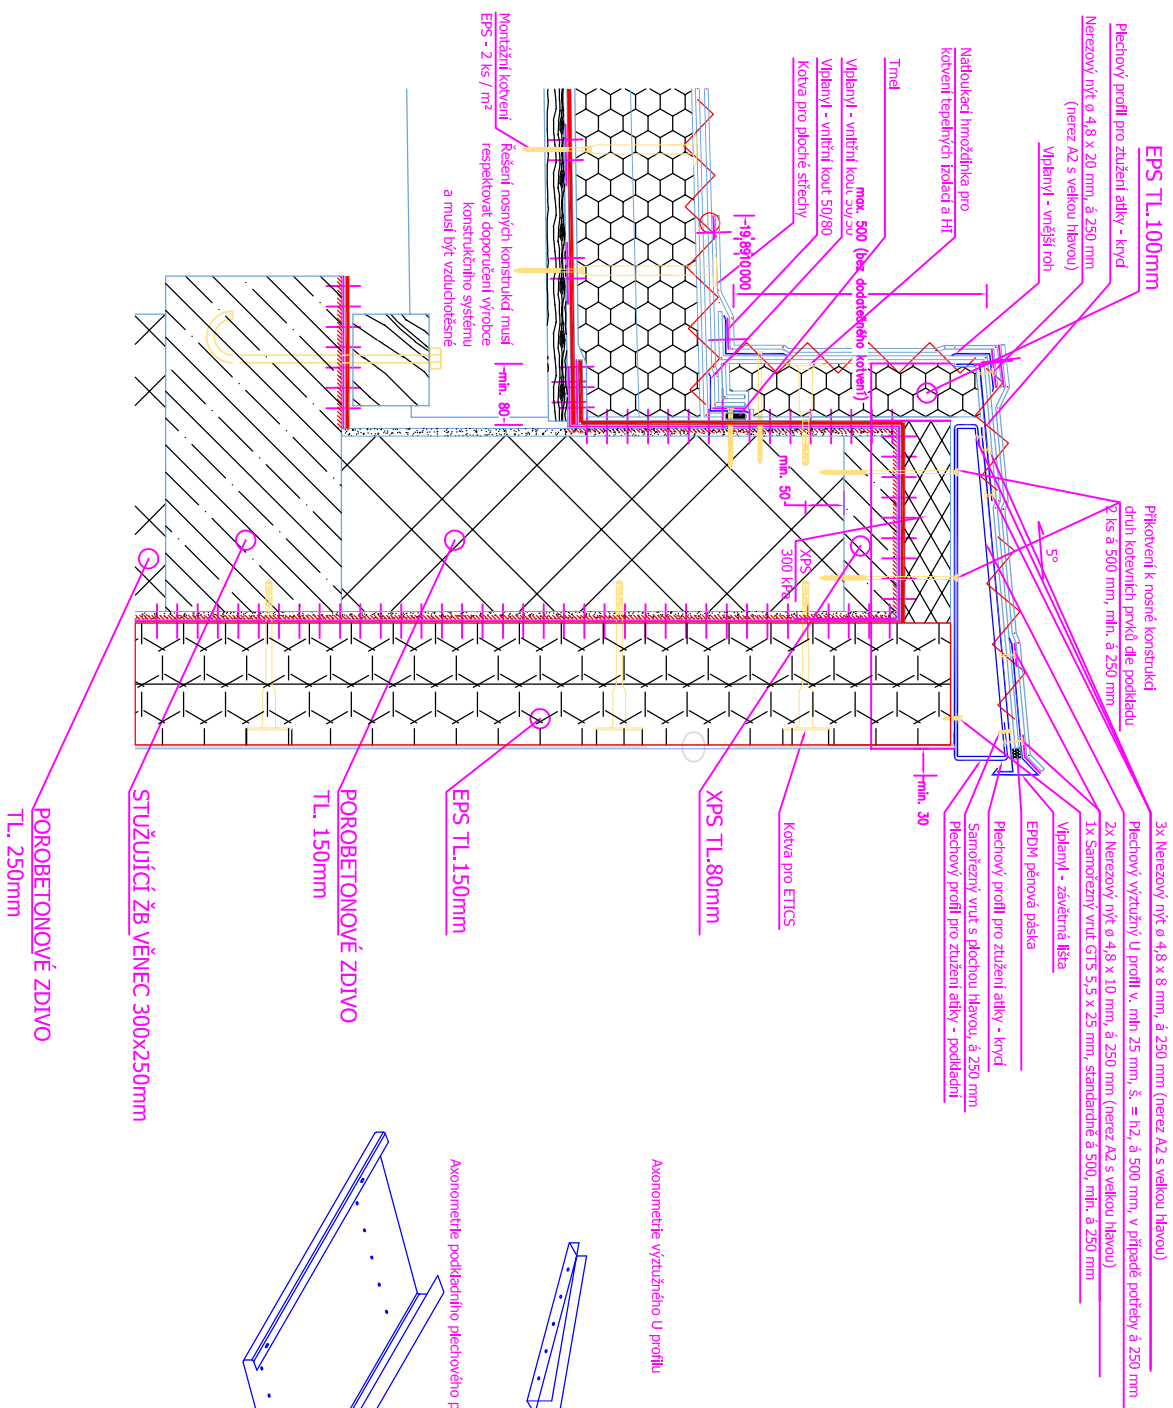 EPS TL.100mm
Plechový profil pro ztužení atiky - krycí
Nerezový nýt ø 4,8 x 20 mm, á 250 mm
(nerez A2 s velkou hlavou)
Viplanyl - vnější roh
Natloukací hmoždinka pro
kotvení tepelných izolací a HI
Tmel
Viplanyl - vnitřní kout 50/50
Viplanyl - vnitřní kout 50/80
Kotva pro ploché střechy
max. 500 (bez dodatečného kotvení)
Montážní kotvení
EPS - 2 ks / m²
Řešení nosných konstrukcí musí
respektovat doporučení výrobce
konstrukčního systému
a musí být vzduchotěsné
min. 80
min. 50
XPS
300 kPa
5°
Přikotvení k nosné konstrukci
druh kotevních prvků dle podkladu
2 ks á 500 mm, min. á 250 mm
3x Nerezový nýt ø 4,8 x 8 mm, á 250 mm (nerez A2 s velkou hlavou)
Plechový výztužný U profil v. min 25 mm, š. = h2, á 500 mm, v případě potřeby á 250 mm
2x Nerezový nýt ø 4,8 x 10 mm, á 250 mm (nerez A2 s velkou hlavou)
1x Samořezný vrut GT5 5,5 x 25 mm, standardně á 500, min. á 250 mm
Viplanyl - závětrná lišta
EPDM pěnová páska
Plechový profil pro ztužení atiky - krycí
Samořezný vrut s plochou hlavou, á 250 mm
Plechový profil pro ztužení atiky - podkladní
min. 30
Kotva pro ETICS
XPS TL.80mm
EPS TL.150mm
POROBETONOVÉ ZDIVO
TL. 150mm
STUŽUJÍCÍ ŽB VĚNEC 300x250mm
POROBETONOVÉ ZDIVO
TL. 250mm
Axonometrie výztužného U profilu
Axonometrie podkladního plechového p